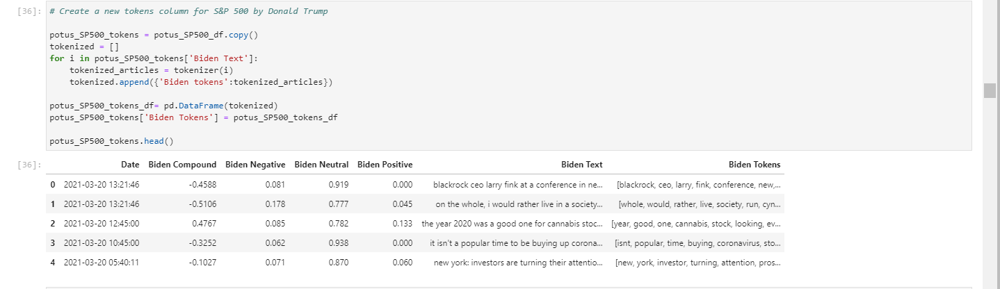 [36]: # Create a new tokens column for S&P 500 by Donald Trump
potus_SP500_tokens = potus_SP500_df.copy()
tokenized = []
for i in potus_SP500_tokens['Biden Text']:
    tokenized_articles = tokenizer(i)
    tokenized.append({'Biden tokens':tokenized_articles})
potus_SP500_tokens_df= pd.DataFrame(tokenized)
potus_SP500_tokens['Biden Tokens'] = potus_SP500_tokens_df
potus_SP500_tokens.head()
[36]: Date Biden Compound Biden Negative Biden Neutral Biden Positive Biden Text Biden Tokens
0 2021-03-20 13:21:46 -0.4588 0.081 0.919 0.000 blackrock ceo larry fink at a conference in ne... [blackrock, ceo, larry, fink, conference, new,...
1 2021-03-20 13:21:46 -0.5106 0.178 0.777 0.045 on the whole, i would rather live in a society... [whole, would, rather, live, society, run, cyn...
2 2021-03-20 12:45:00 0.4767 0.085 0.782 0.133 the year 2020 was a good one for cannabis stoc... [year, good, one, cannabis, stock, looking, ev...
3 2021-03-20 10:45:00 -0.3252 0.062 0.938 0.000 it isn't a popular time to be buying up corona... [isnt, popular, time, buying, coronavirus, sto...
4 2021-03-20 05:40:11 -0.1027 0.071 0.870 0.060 new york: investors are turning their attentio... [new, york, investor, turning, attention, pros...